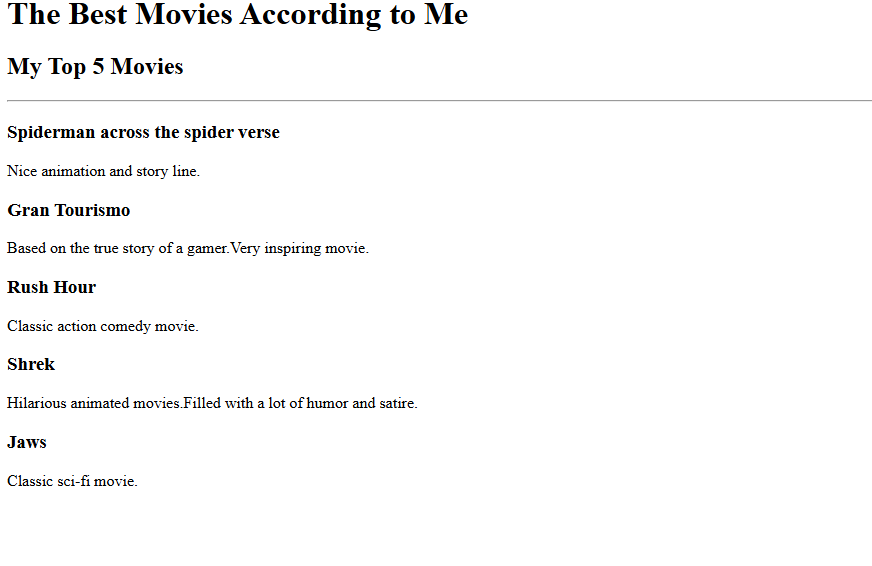 The Best Movies According to Me
My Top 5 Movies
Spiderman across the spider verse
Nice animation and story line.
Gran Tourismo
Based on the true story of a gamer.Very inspiring movie.
Rush Hour
Classic action comedy movie.
Shrek
Hilarious animated movies.Filled with a lot of humor and satire.
Jaws
Classic sci-fi movie.